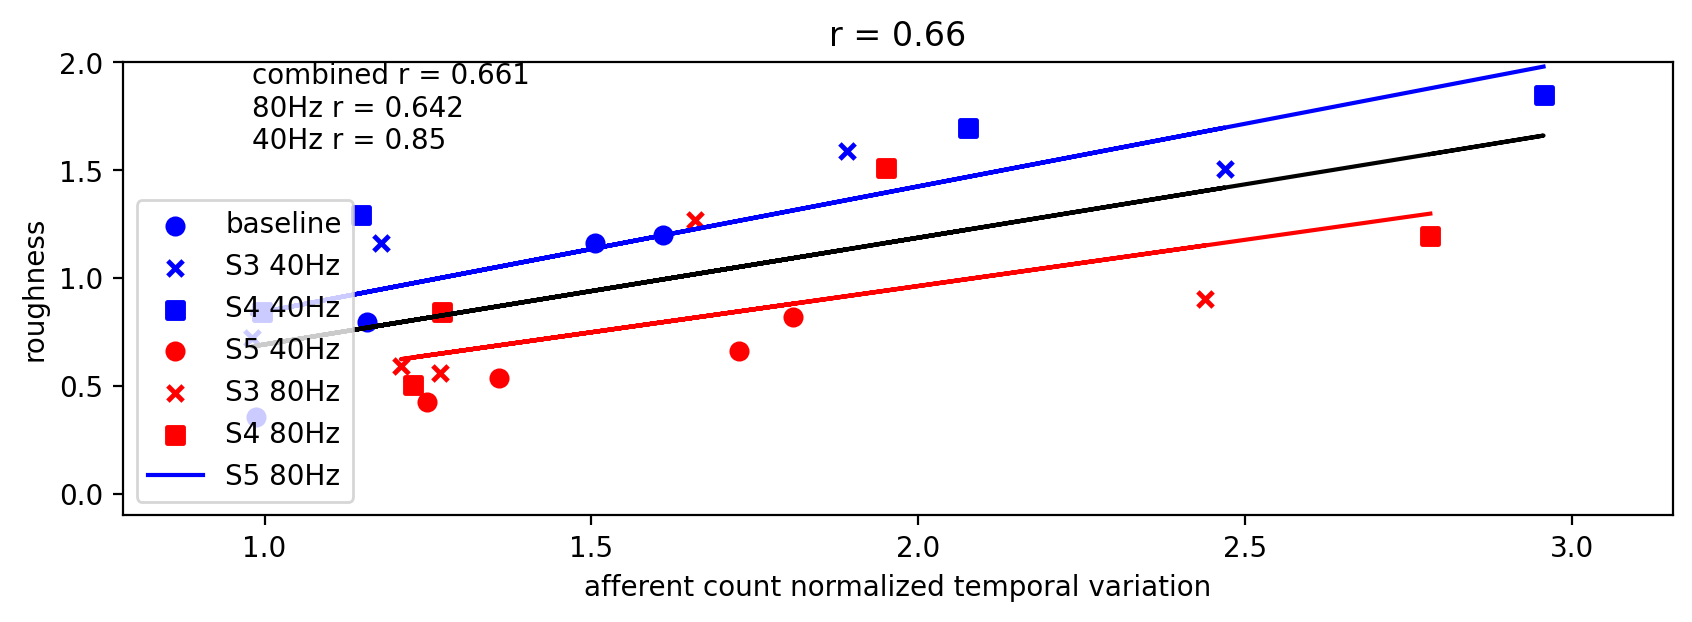 r = 0.66
combined r = 0.661
80Hz r = 0.642
40Hz r = 0.85
2.0
1.5
1.0
0.5
0.0
roughness
baseline
S3 40Hz
S4 40Hz
S5 40Hz
S3 80Hz
S4 80Hz
S5 80Hz
1.0 1.5 2.0 2.5 3.0
afferent count normalized temporal variation